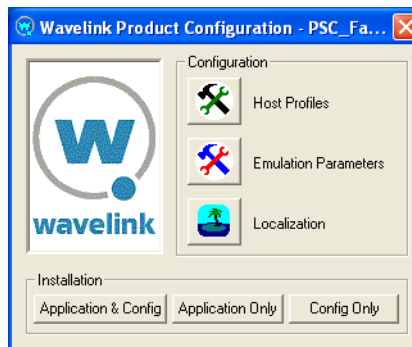 Wavelink Product Configuration - PSC_Fa...
Configuration
Host Profiles
W
Emulation Parameters
wavelink
Localization
Installation
Application & Config
Application Only
Config Only